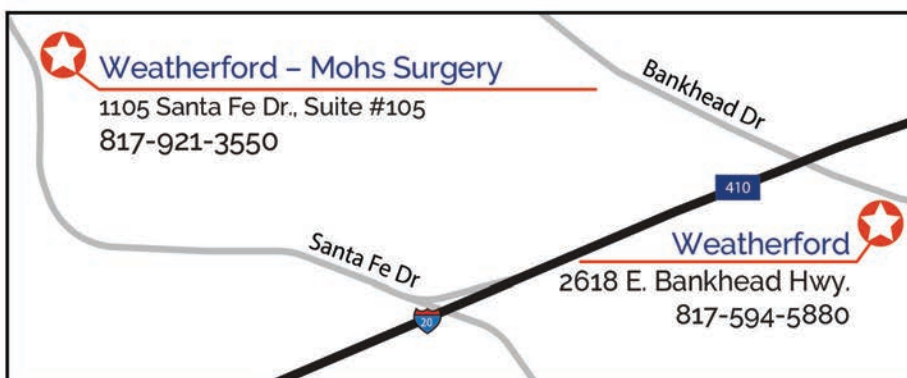 Weatherford – Mohs Surgery
1105 Santa Fe Dr., Suite #105
817-921-3550
Bankhead Dr
410
Santa Fe Dr
20
Weatherford
2618 E. Bankhead Hwy.
817-594-5880